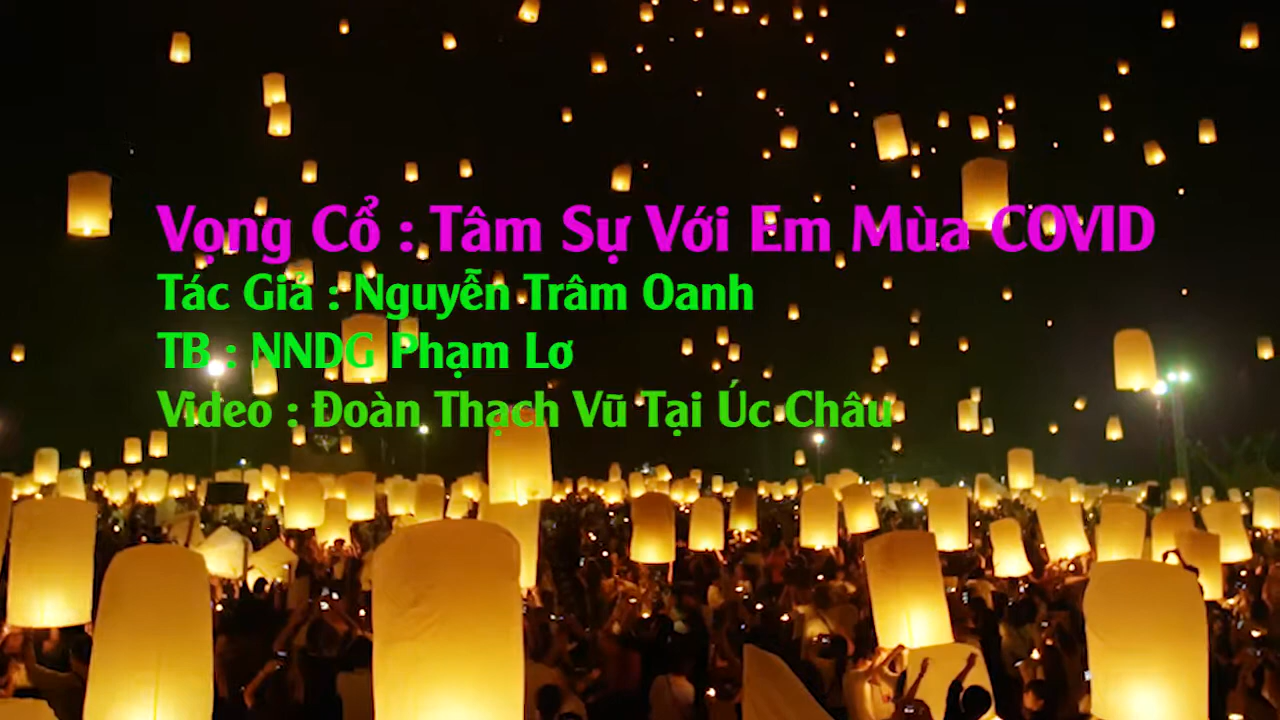 Vọng Cổ : Tâm Sự Với Em Mùa COVID
Tác Giả : Nguyễn Trâm Oanh
TB : NNDG Phạm Lơ
Video : Đoàn Thạch Vũ Tại Úc Châu